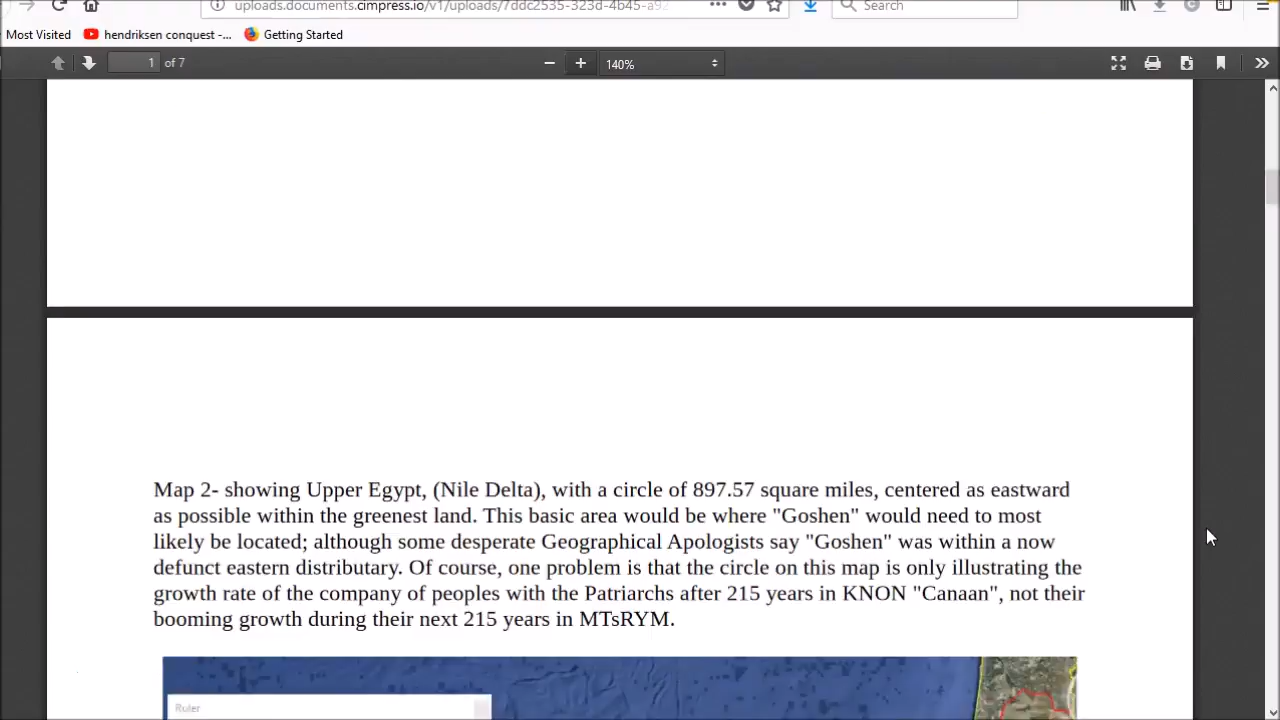 uploads.documents.cimpress.io/v1/uploads/7ddc2535-323d-4b45-a92
Search
Most Visited
hendriksen conquest -...
Getting Started
1 of 7
140%
Map 2- showing Upper Egypt, (Nile Delta), with a circle of 897.57 square miles, centered as eastward
as possible within the greenest land. This basic area would be where "Goshen" would need to most
likely be located; although some desperate Geographical Apologists say "Goshen" was within a now
defunct eastern distributary. Of course, one problem is that the circle on this map is only illustrating the
growth rate of the company of peoples with the Patriarchs after 215 years in KNON "Canaan", not their
booming growth during their next 215 years in MTsRYM.
Ruler